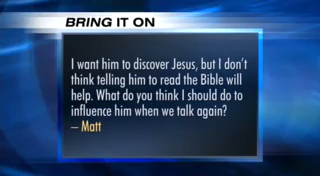 BRING IT ON
I want him to discover Jesus, but I don't
think telling him to read the Bible will
help. What do you think I should do to
influence him when we talk again?
– Matt